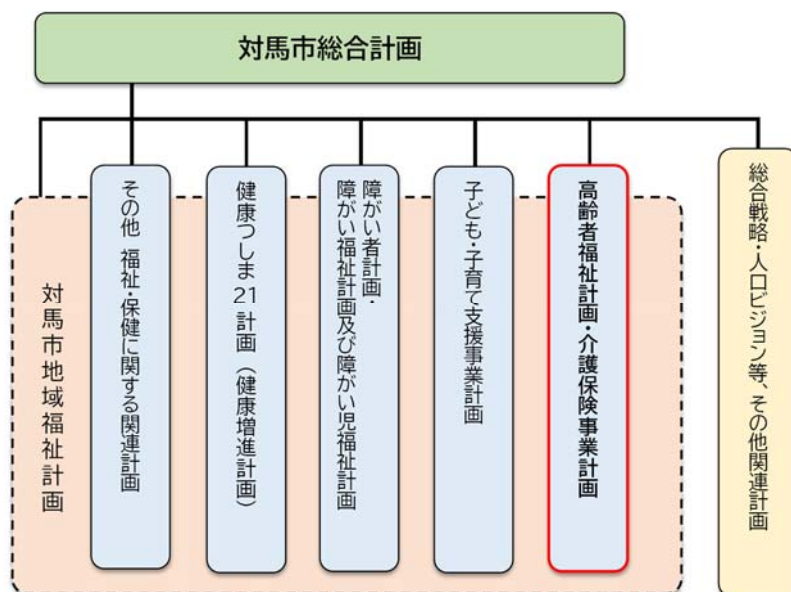 対馬市総合計画
総合戦略・人口ビジョン等、その他関連計画
高齢者福祉計画・介護保険事業計画
子ども・子育て支援事業計画
障がい者計画・
障がい福祉計画及び障がい児福祉計画
健康つしま21計画（健康増進計画）
その他 福祉・保健に関する関連計画
対馬市地域福祉計画